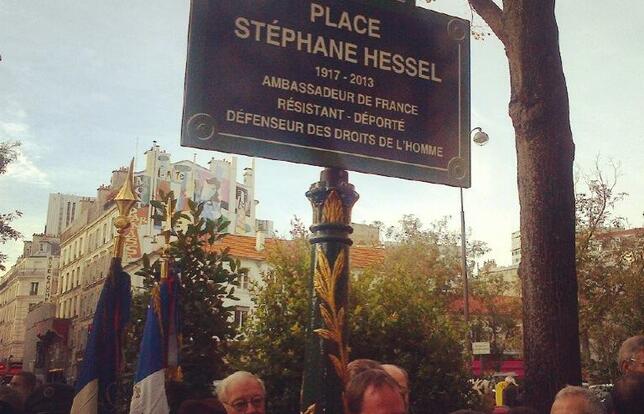 PLACE
STÉPHANE HESSEL
1917 - 2013
AMBASSADEUR DE FRANCE
RÉSISTANT - DÉPORTÉ
DÉFENSEUR DES DROITS DE L'HOMME